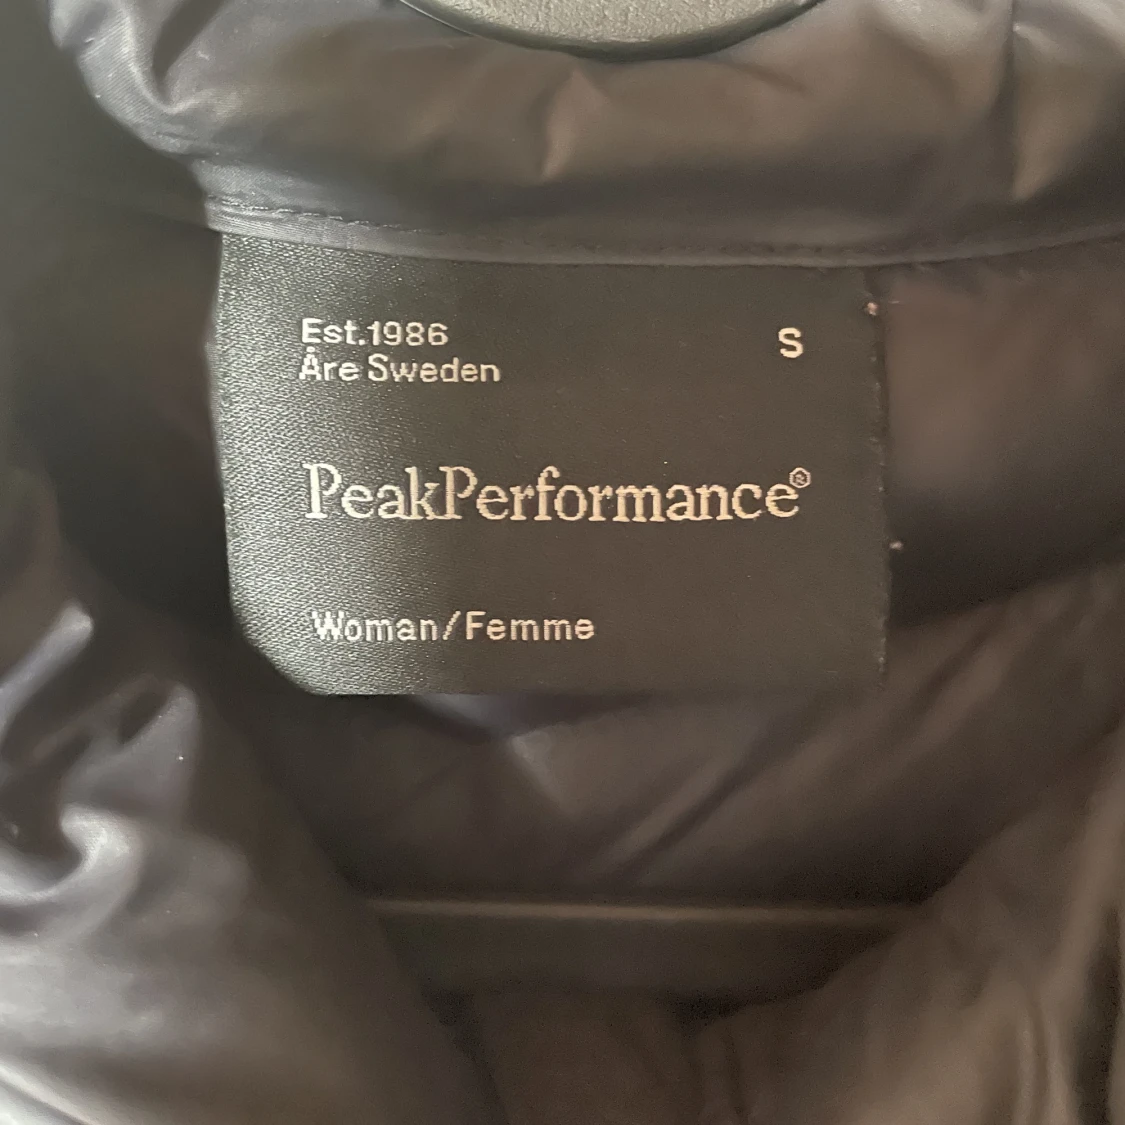 Est.1986
Åre Sweden
S
PeakPerformance®
Woman/Femme